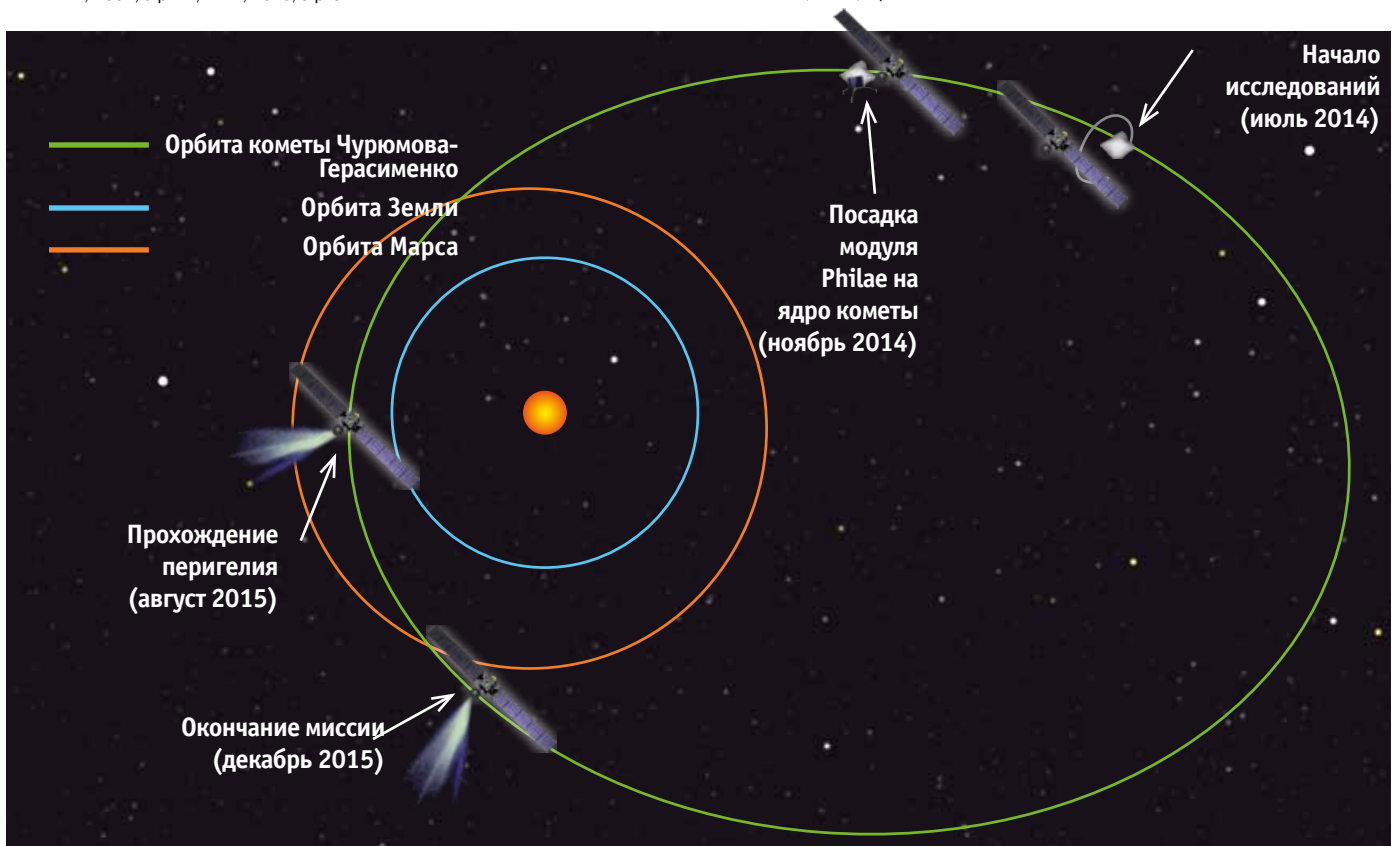 Начало
исследований
(июль 2014)
Орбита кометы Чурюмова-
Герасименко
Орбита Земли
Орбита Марса
Посадка
модуля
Philae на
ядро кометы
(ноябрь 2014)
Прохождение
перигелия
(август 2015)
Окончание миссии
(декабрь 2015)